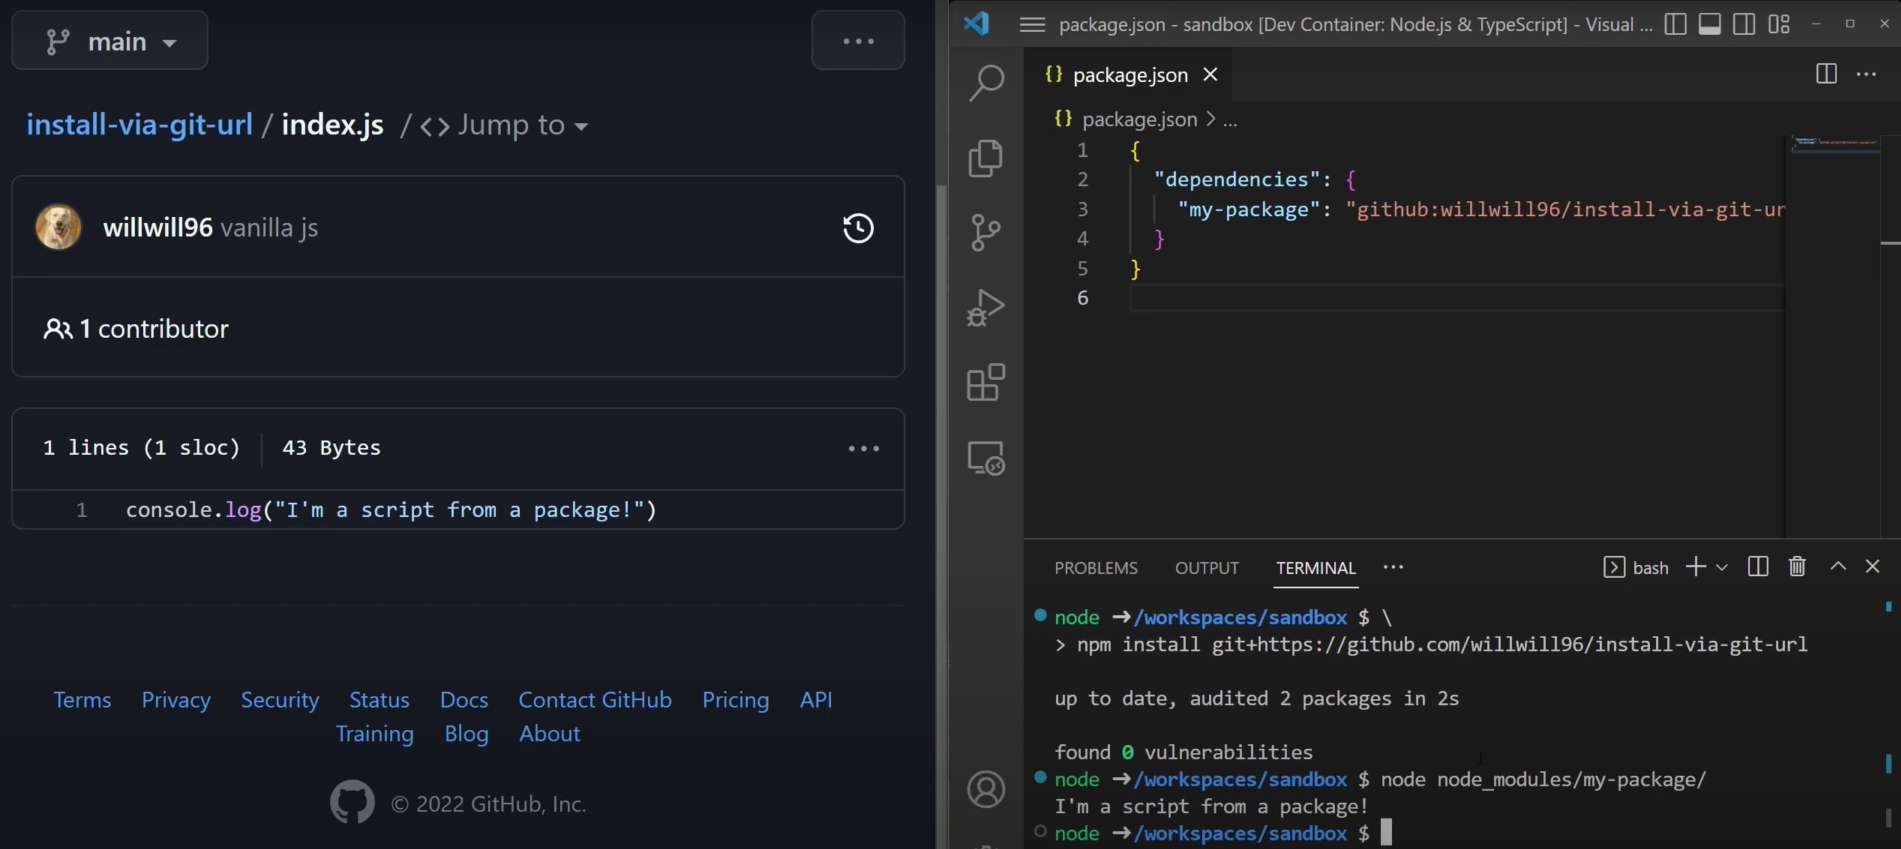 main
install-via-git-url / index.js / <> Jump to
willwill96 vanilla js
1 contributor
1 lines (1 sloc) 43 Bytes
1 console.log("I'm a script from a package!")
Terms Privacy Security Status Docs Contact GitHub Pricing API
Training Blog About
© 2022 GitHub, Inc.
package.json - sandbox [Dev Container: Node.js & TypeScript] - Visual ...
{} package.json
{} package.json > ...
1 {
2 "dependencies": {
3 "my-package": "github:willwill96/install-via-git-ur
4 }
5 }
6
PROBLEMS OUTPUT TERMINAL ··· bash
node ➜ /workspaces/sandbox $ \
> npm install git+https://github.com/willwill96/install-via-git-url
up to date, audited 2 packages in 2s
found 0 vulnerabilities
node ➜ /workspaces/sandbox $ node node_modules/my-package/
I'm a script from a package!
node ➜ /workspaces/sandbox $